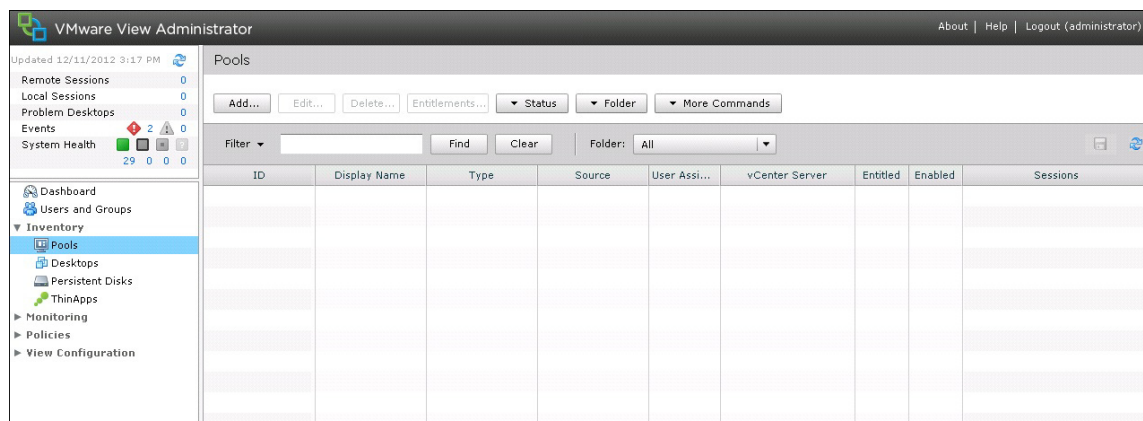 VMware View Administrator
About | Help | Logout (administrator)
Updated 12/11/2012 3:17 PM
Remote Sessions 0
Local Sessions 0
Problem Desktops 0
Events 2 0
System Health
29 0 0 0
Dashboard
Users and Groups
Inventory
Pools
Desktops
Persistent Disks
ThinApps
Monitoring
Policies
View Configuration
Pools
Add... Edit... Delete... Entitlements... Status Folder More Commands
Filter Find Clear Folder: All
ID Display Name Type Source User Assi... vCenter Server Entitled Enabled Sessions